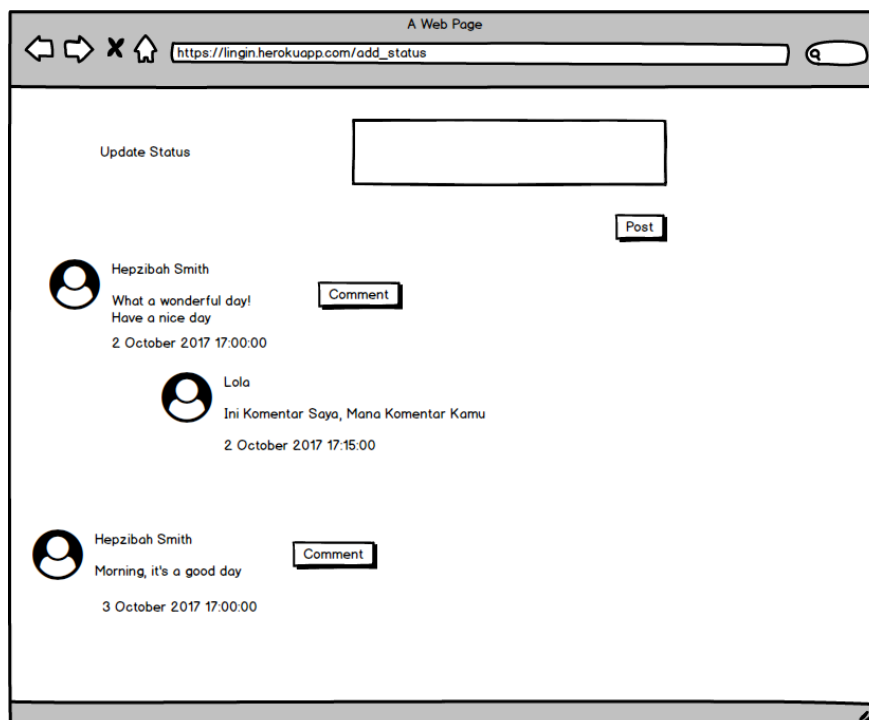 A Web Page
https://lingin.herokuapp.com/add_status
Update Status
Post
Hepzibah Smith
Comment
What a wonderful day!
Have a nice day
2 October 2017 17:00:00
Lola
Ini Komentar Saya, Mana Komentar Kamu
2 October 2017 17:15:00
Hepzibah Smith
Comment
Morning, it's a good day
3 October 2017 17:00:00